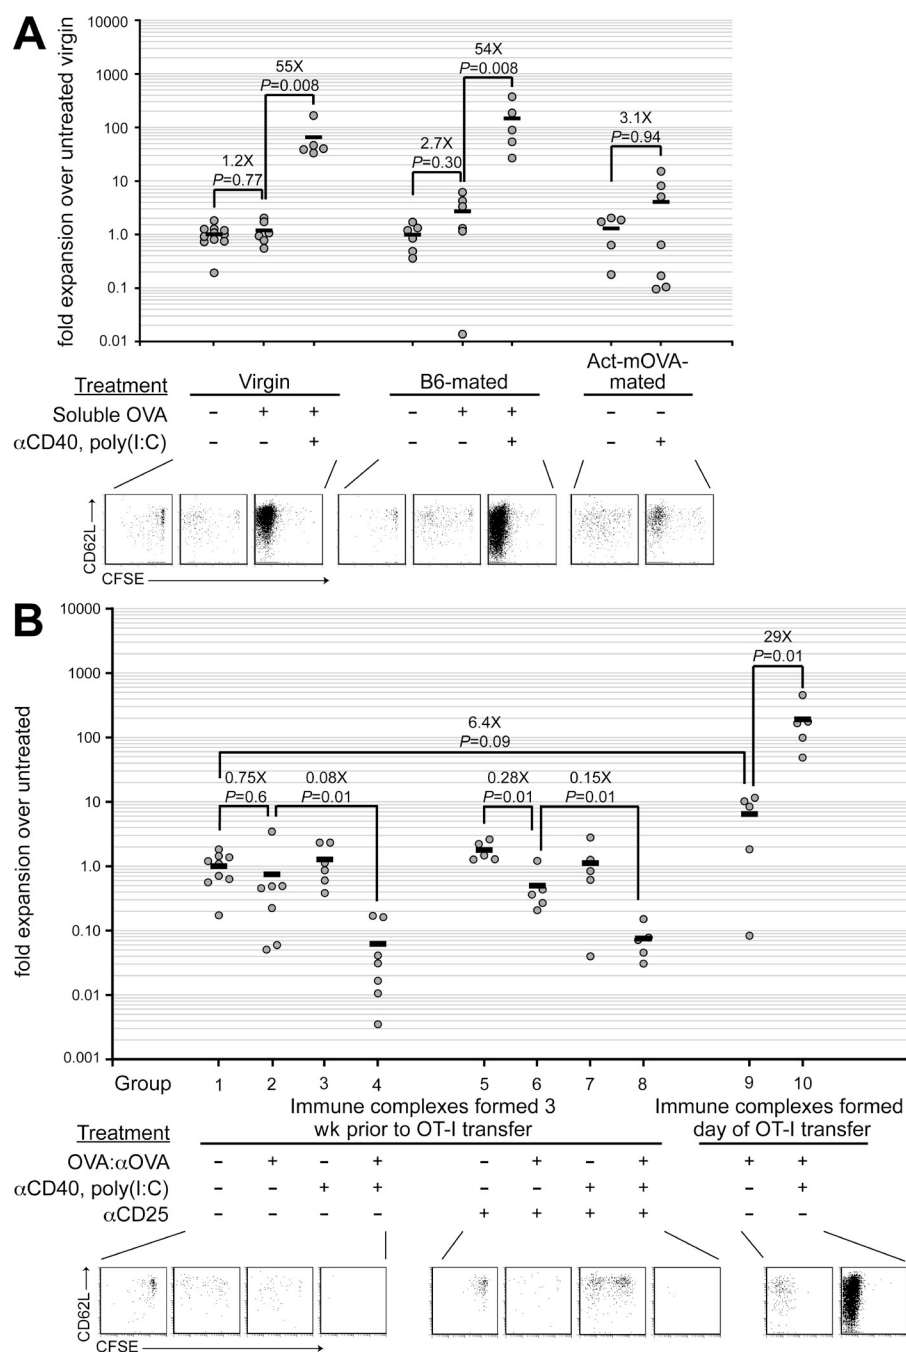 A
fold expansion over untreated virgin
10000
1000
100
10
1.0
0.1
0.01
55X
P=0.008
1.2X
P=0.77
54X
P=0.008
2.7X
P=0.30
3.1X
P=0.94
Treatment
Virgin
B6-mated
Act-mOVA-
mated
Soluble OVA
– + + – + + – –
αCD40, poly(I:C)
– – + – – + – +
CD62L
CFSE
B
fold expansion over untreated
10000
1000
100
10
1.0
0.10
0.01
0.001
29X
P=0.01
6.4X
P=0.09
0.75X
P=0.6
0.08X
P=0.01
0.28X
P=0.01
0.15X
P=0.01
Group 1 2 3 4 5 6 7 8 9 10
Immune complexes formed 3
wk prior to OT-I transfer
Immune complexes formed
day of OT-I transfer
Treatment
OVA:αOVA – + – + – + – + + +
αCD40, poly(I:C) – – + + – – + + – +
αCD25 – – – – + + + + – –
CD62L
CFSE